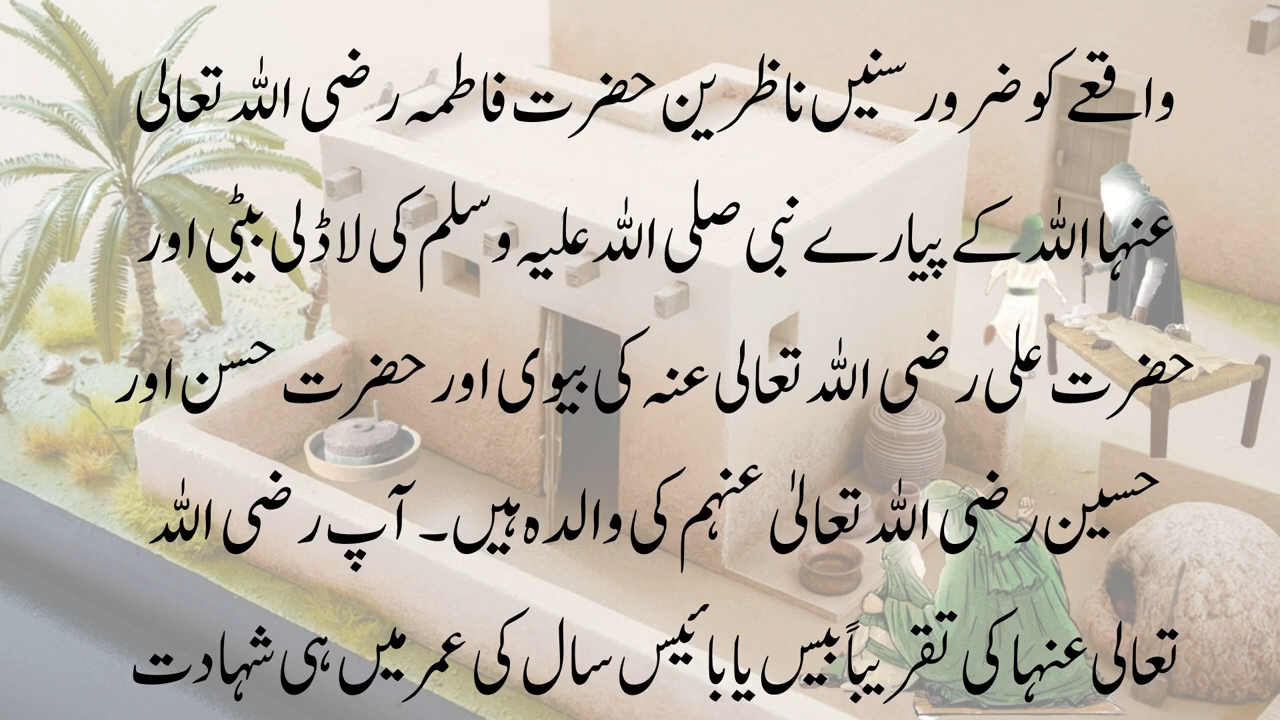 واقعے کو ضرور سنیں ناظرین حضرت فاطمہ رضی اللہ تعالی
عنہا اللہ کے پیارے نبی صلی اللہ علیہ وسلم کی لاڈلی بیٹی اور
حضرت علی رضی اللہ تعالی عنہ کی بیوی اور حضرت حسن اور
حسین رضی اللہ تعالیٰ عنہم کی والدہ ہیں۔ آپ رضی اللہ
تعالی عنہا کی تقریباً بیس یا بائیس سال کی عمر میں ہی شہادت